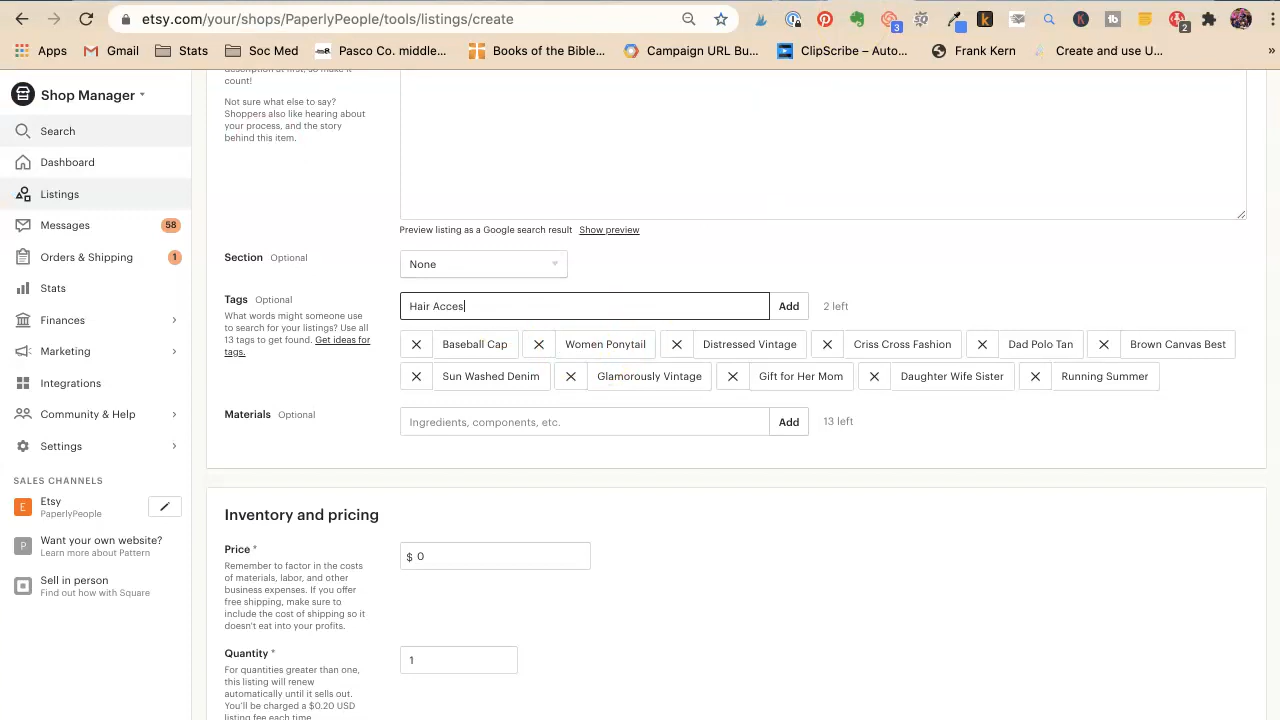 etsy.com/your/shops/PaperlyPeople/tools/listings/create
3
2
Apps
Gmail
Stats
Soc Med
Pasco Co. middle...
Books of the Bible...
Campaign URL Bu...
ClipScribe – Auto...
Frank Kern
Create and use U...
»
Shop Manager
Search
Dashboard
Listings
Messages
58
Orders & Shipping
1
Stats
Finances
Marketing
Integrations
Community & Help
Settings
SALES CHANNELS
E
Etsy
PaperlyPeople
P
Want your own website?
Learn more about Pattern
Sell in person
Find out how with Square
description at first, so make it
count!
Not sure what else to say?
Shoppers also like hearing about
your process, and the story
behind this item.
Preview listing as a Google search result Show preview
Section Optional
None
Tags Optional
What words might someone use
to search for your listings? Use all
13 tags to get found. Get ideas for
tags.
Hair Acces
Add
2 left
Baseball Cap
Women Ponytail
Distressed Vintage
Criss Cross Fashion
Dad Polo Tan
Brown Canvas Best
Sun Washed Denim
Glamorously Vintage
Gift for Her Mom
Daughter Wife Sister
Running Summer
Materials Optional
Ingredients, components, etc.
Add
13 left
Inventory and pricing
Price *
Remember to factor in the costs
of materials, labor, and other
business expenses. If you offer
free shipping, make sure to
include the cost of shipping so it
doesn't eat into your profits.
$ 0
Quantity *
For quantities greater than one,
this listing will renew
automatically until it sells out.
You'll be charged a $0.20 USD
listing fee each time.
1